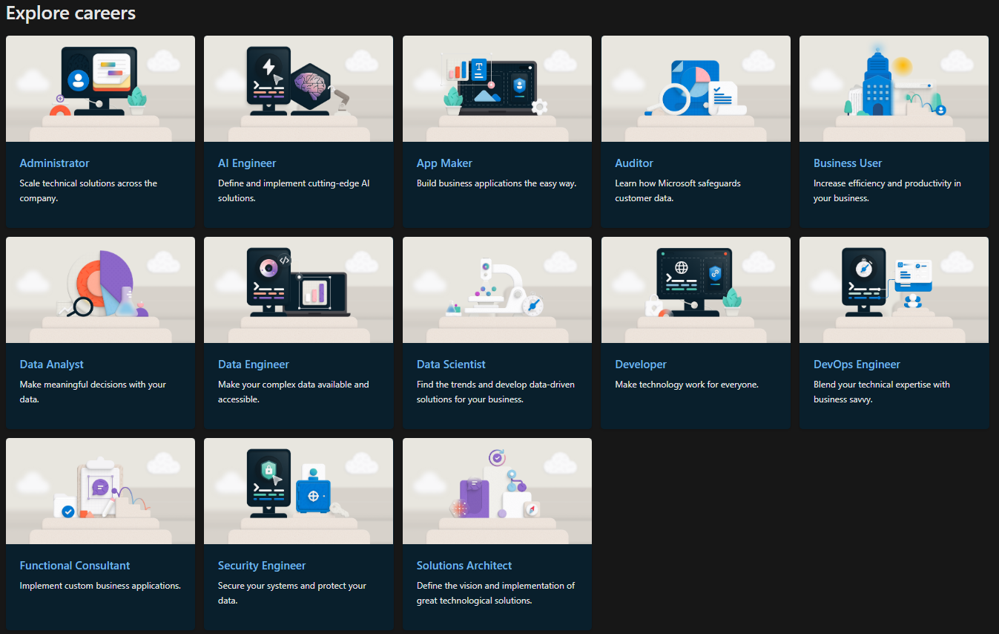 Explore careers
Administrator
Scale technical solutions across the
company.
AI Engineer
Define and implement cutting-edge AI
solutions.
App Maker
Build business applications the easy way.
Auditor
Learn how Microsoft safeguards
customer data.
Business User
Increase efficiency and productivity in
your business.
Data Analyst
Make meaningful decisions with your
data.
Data Engineer
Make your complex data available and
accessible.
Data Scientist
Find the trends and develop data-driven
solutions for your business.
Developer
Make technology work for everyone.
DevOps Engineer
Blend your technical expertise with
business savvy.
Functional Consultant
Implement custom business applications.
Security Engineer
Secure your systems and protect your
data.
Solutions Architect
Define the vision and implementation of
great technological solutions.